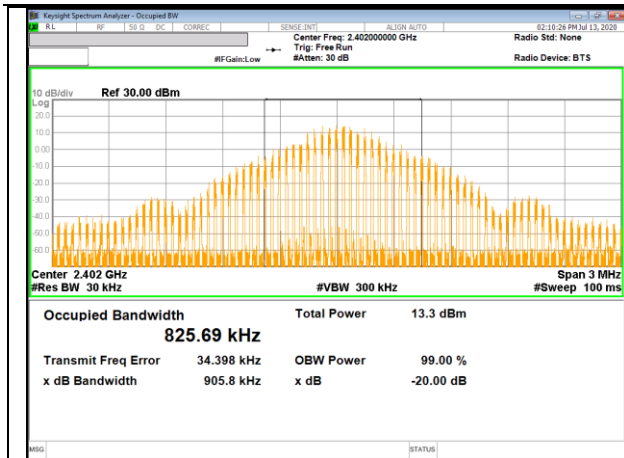 Keysight Spectrum Analyzer - Occupied BW
RL RF 50 Ω DC CORREC SENSE:INT ALIGN AUTO 02:10:26 PM Jul 13, 2020
Center Freq: 2.402000000 GHz Radio Std: None
Trig: Free Run
#IFGain:Low #Atten: 30 dB Radio Device: BTS
10 dB/div Ref 30.00 dBm
Log
20.0
10.0
0.00
-10.0
-20.0
-30.0
-40.0
-50.0
-60.0
Center 2.402 GHz Span 3 MHz
#Res BW 30 kHz #VBW 300 kHz #Sweep 100 ms
Occupied Bandwidth Total Power 13.3 dBm
825.69 kHz
Transmit Freq Error 34.398 kHz OBW Power 99.00 %
x dB Bandwidth 905.8 kHz x dB -20.00 dB
MSG STATUS